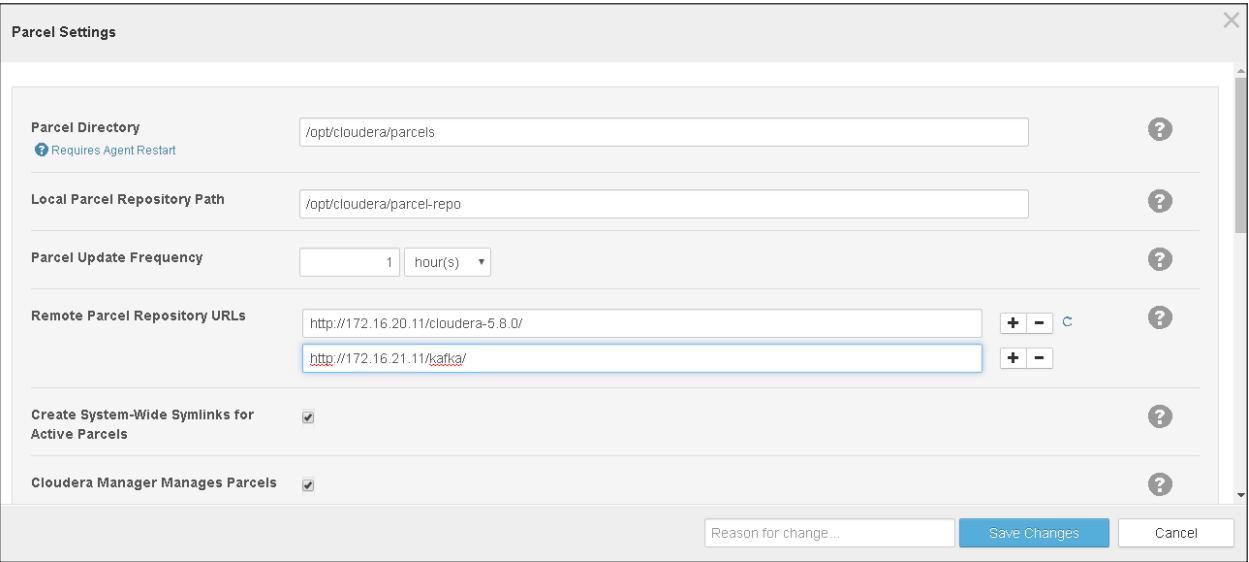 Parcel Settings
Parcel Directory
Requires Agent Restart
/opt/cloudera/parcels
Local Parcel Repository Path
/opt/cloudera/parcel-repo
Parcel Update Frequency
1 hour(s)
Remote Parcel Repository URLs
http://172.16.20.11/cloudera-5.8.0/
http://172.16.21.11/kafka/
Create System-Wide Symlinks for
Active Parcels
Cloudera Manager Manages Parcels
Reason for change...
Save Changes
Cancel